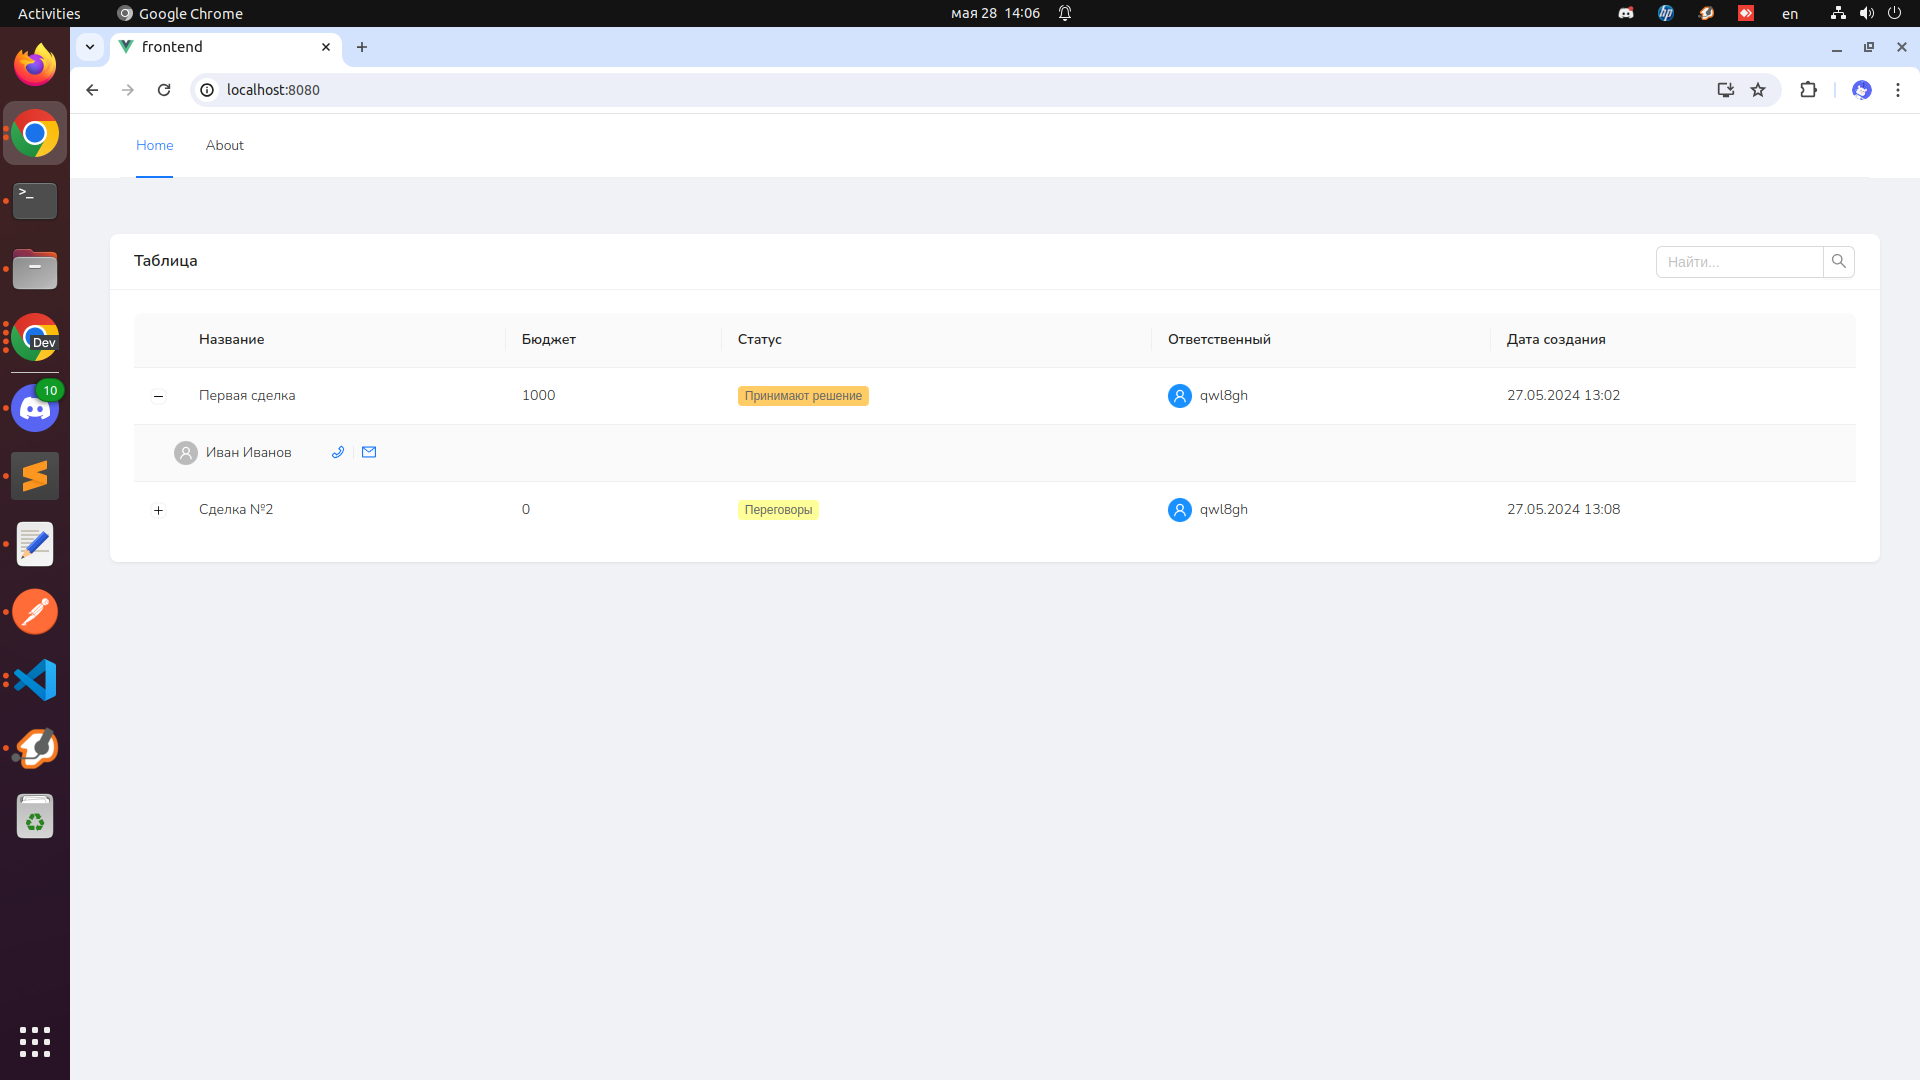 Activities Google Chrome мая 28 14:06 en
frontend
localhost:8080
Home About
Таблица Найти...
Название Бюджет Статус Ответственный Дата создания
Первая сделка 1000 Принимают решение qwl8gh 27.05.2024 13:02
Иван Иванов
Сделка №2 0 Переговоры qwl8gh 27.05.2024 13:08
Dev
10
hp
>_